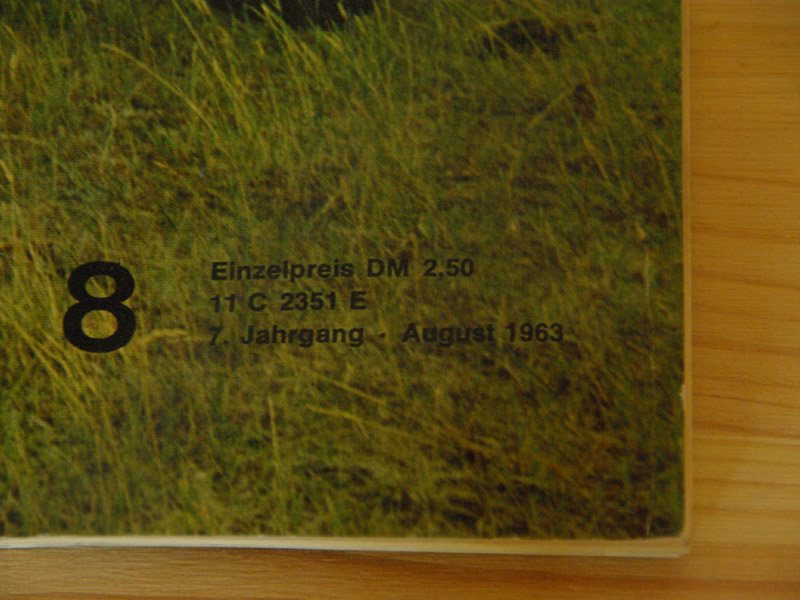 8
Einzelpreis DM 2,50
11 C 2351 E
7. Jahrgang · August 1963